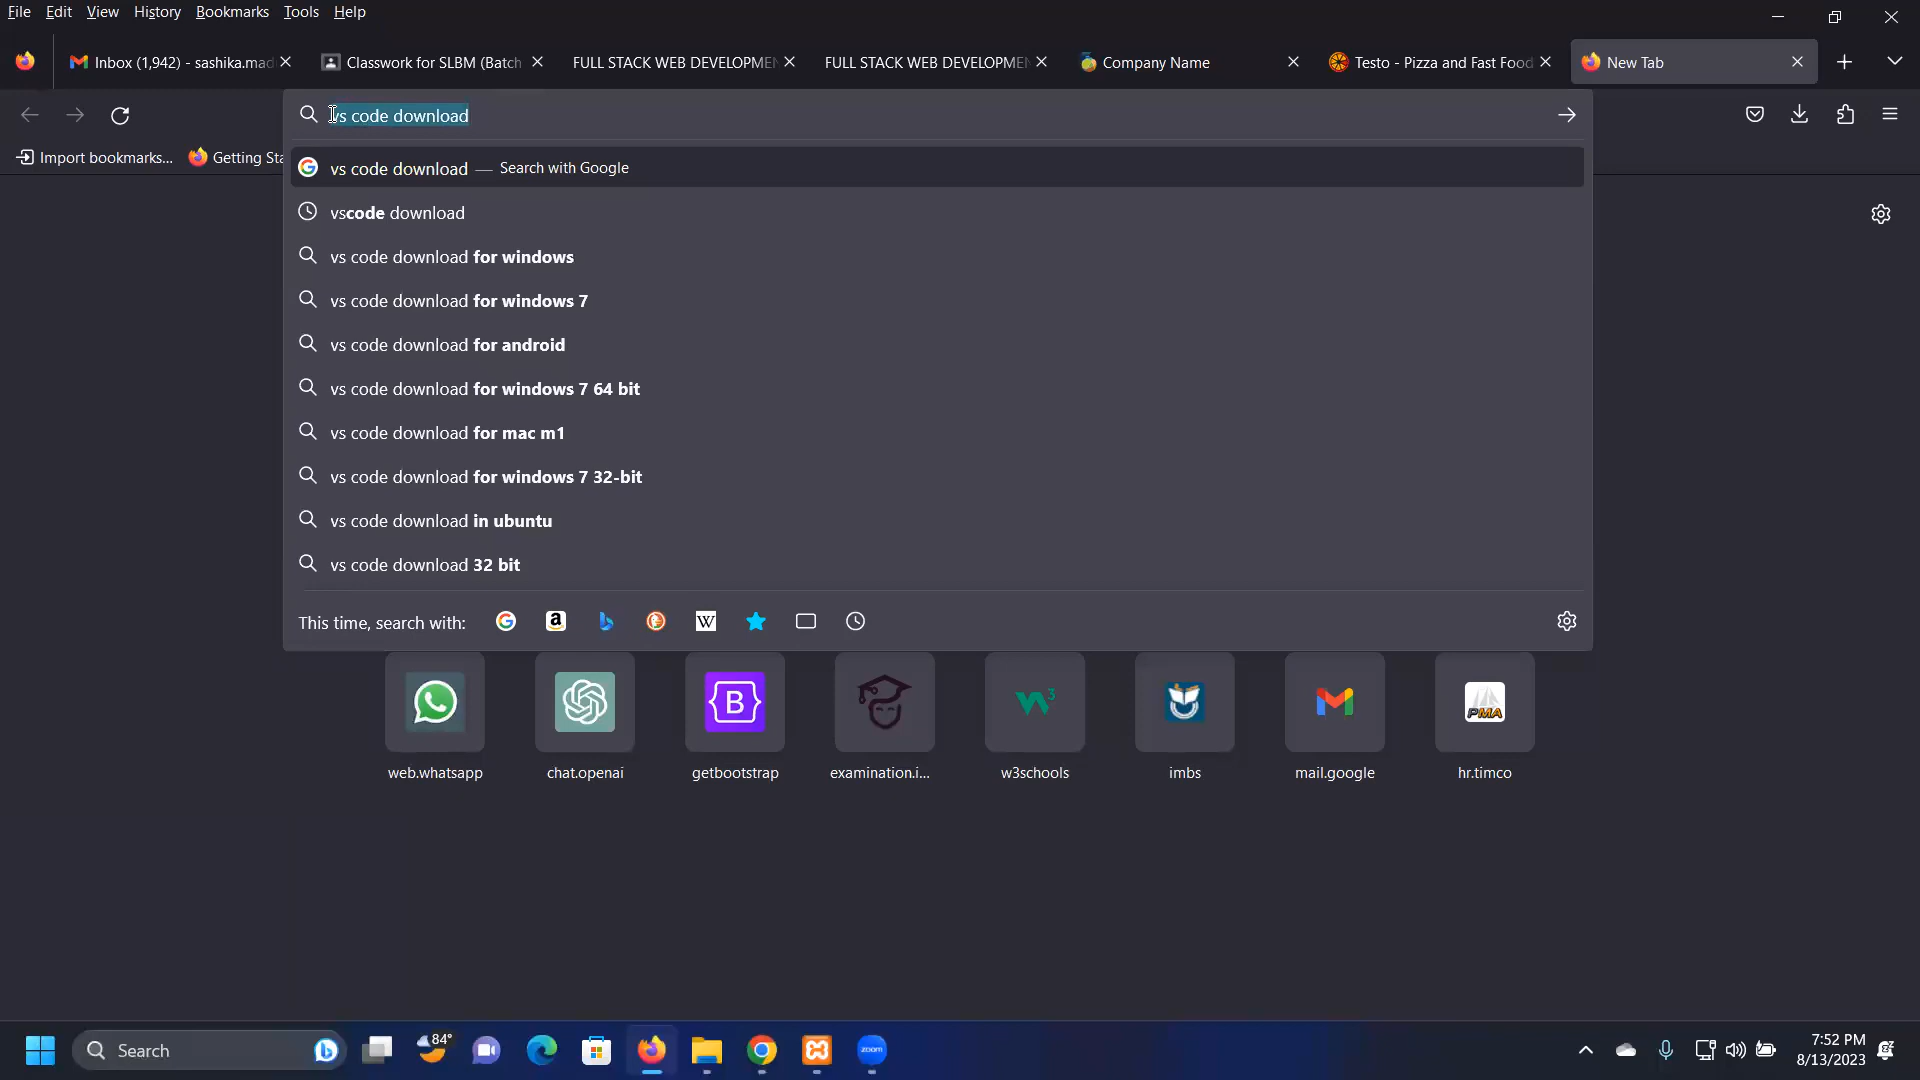 File Edit View History Bookmarks Tools Help
Inbox (1,942) - sashika.mad
Classwork for SLBM (Batch
FULL STACK WEB DEVELOPMEN
FULL STACK WEB DEVELOPMEN
Company Name
Testo - Pizza and Fast Food
New Tab
vs code download
Import bookmarks... Getting Sta
vs code download — Search with Google
vscode download
vs code download for windows
vs code download for windows 7
vs code download for android
vs code download for windows 7 64 bit
vs code download for mac m1
vs code download for windows 7 32-bit
vs code download in ubuntu
vs code download 32 bit
This time, search with:
web.whatsapp chat.openai getbootstrap examination.i... w3schools imbs mail.google hr.timco
Search
84°
zoom
7:52 PM
8/13/2023